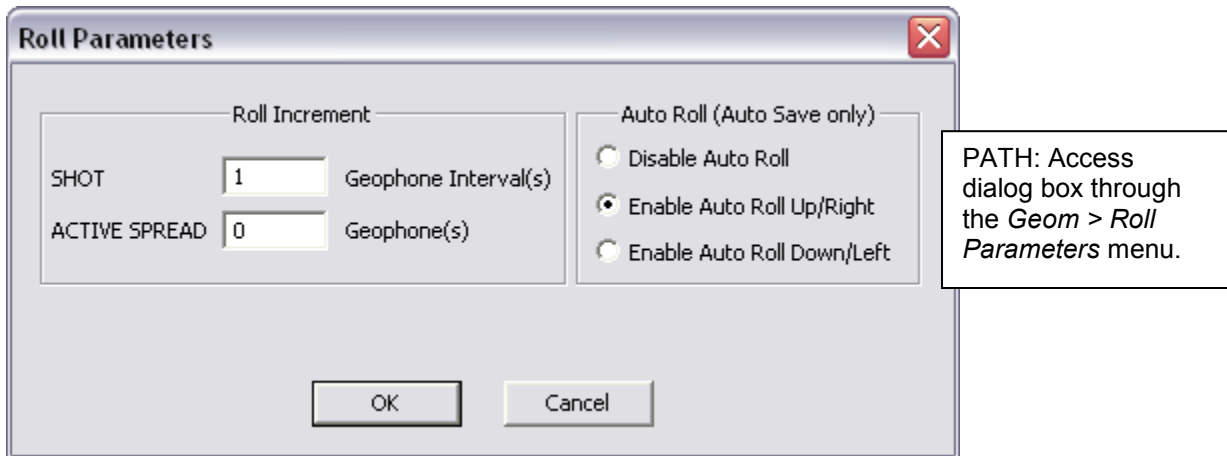 Roll Parameters
Roll Increment
SHOT 1 Geophone Interval(s)
ACTIVE SPREAD 0 Geophone(s)
Auto Roll (Auto Save only)
Disable Auto Roll
Enable Auto Roll Up/Right
Enable Auto Roll Down/Left
OK Cancel
PATH: Access
dialog box through
the Geom > Roll
Parameters menu.